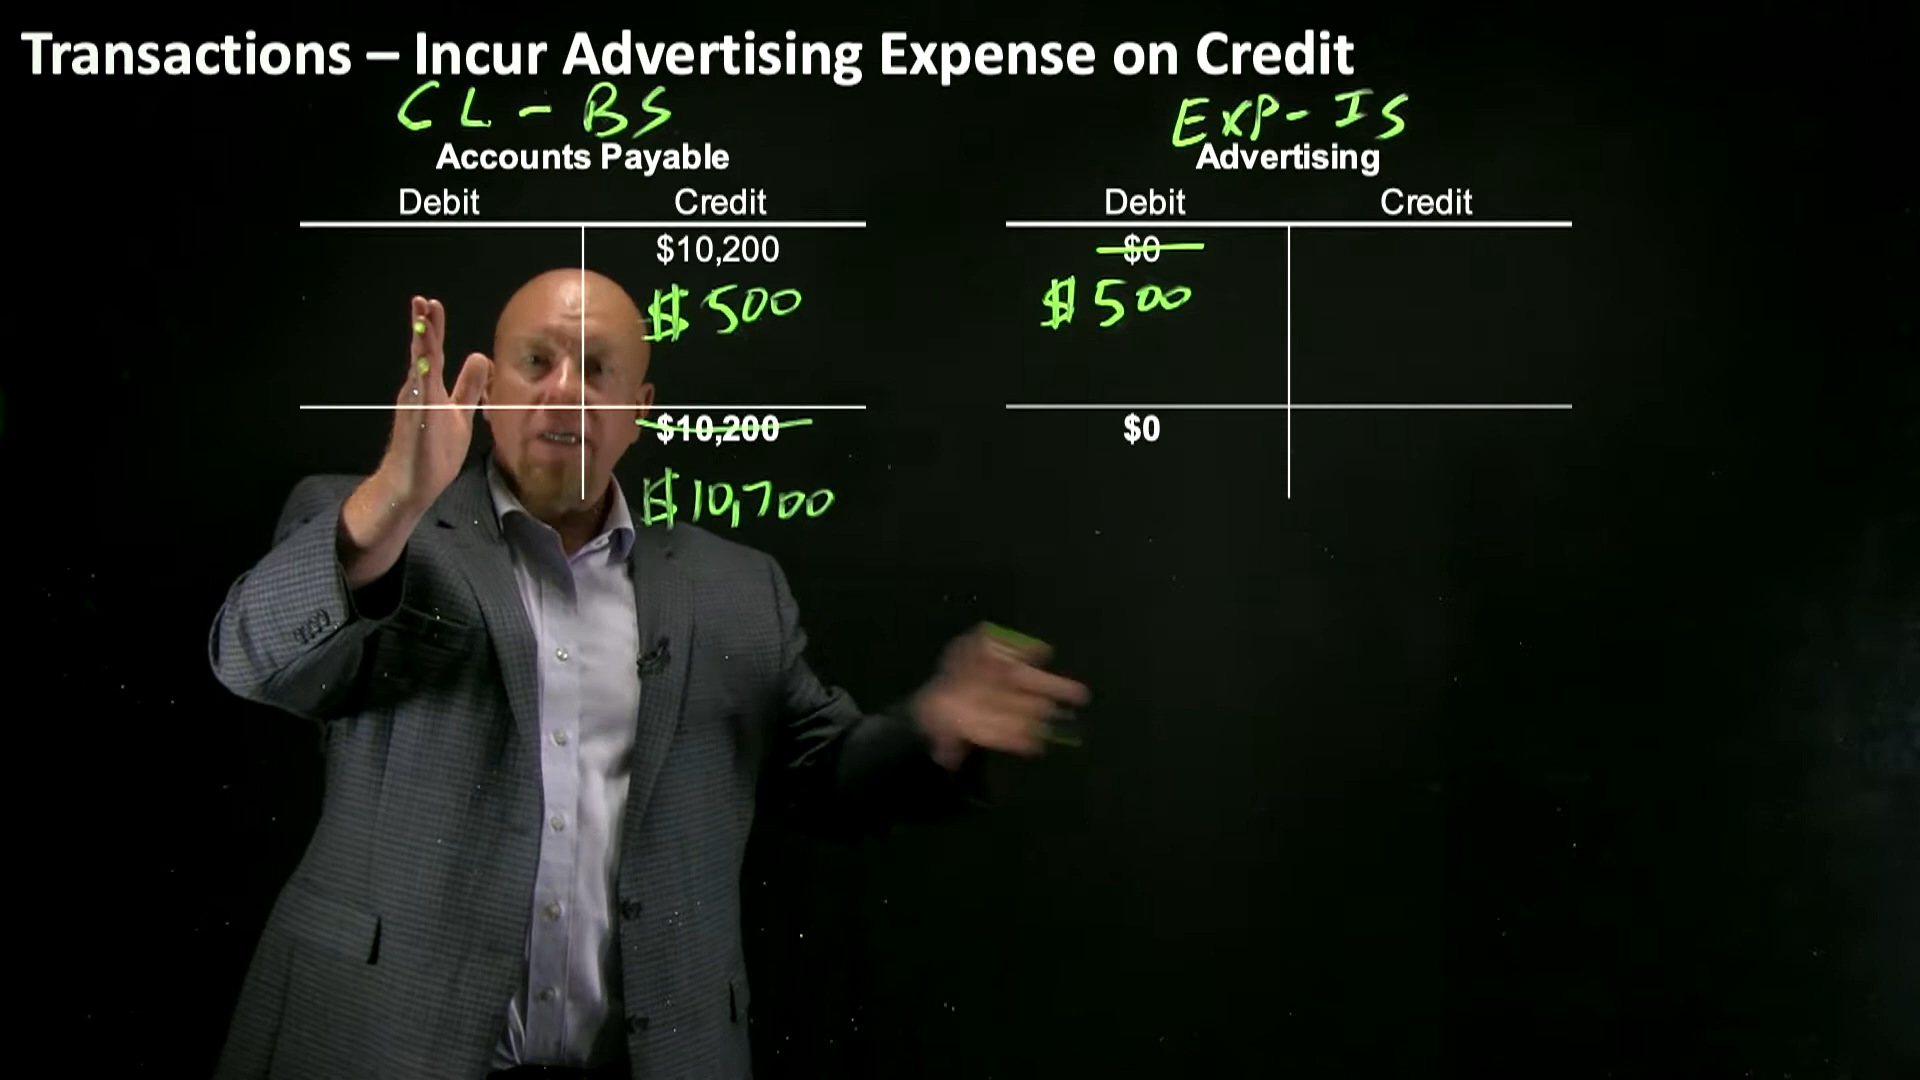 Transactions – Incur Advertising Expense on Credit
CL - BS
Accounts Payable
Debit Credit
$10,200
$500
$10,200
$10,700
EXP - IS
Advertising
Debit Credit
$0
$500
$0